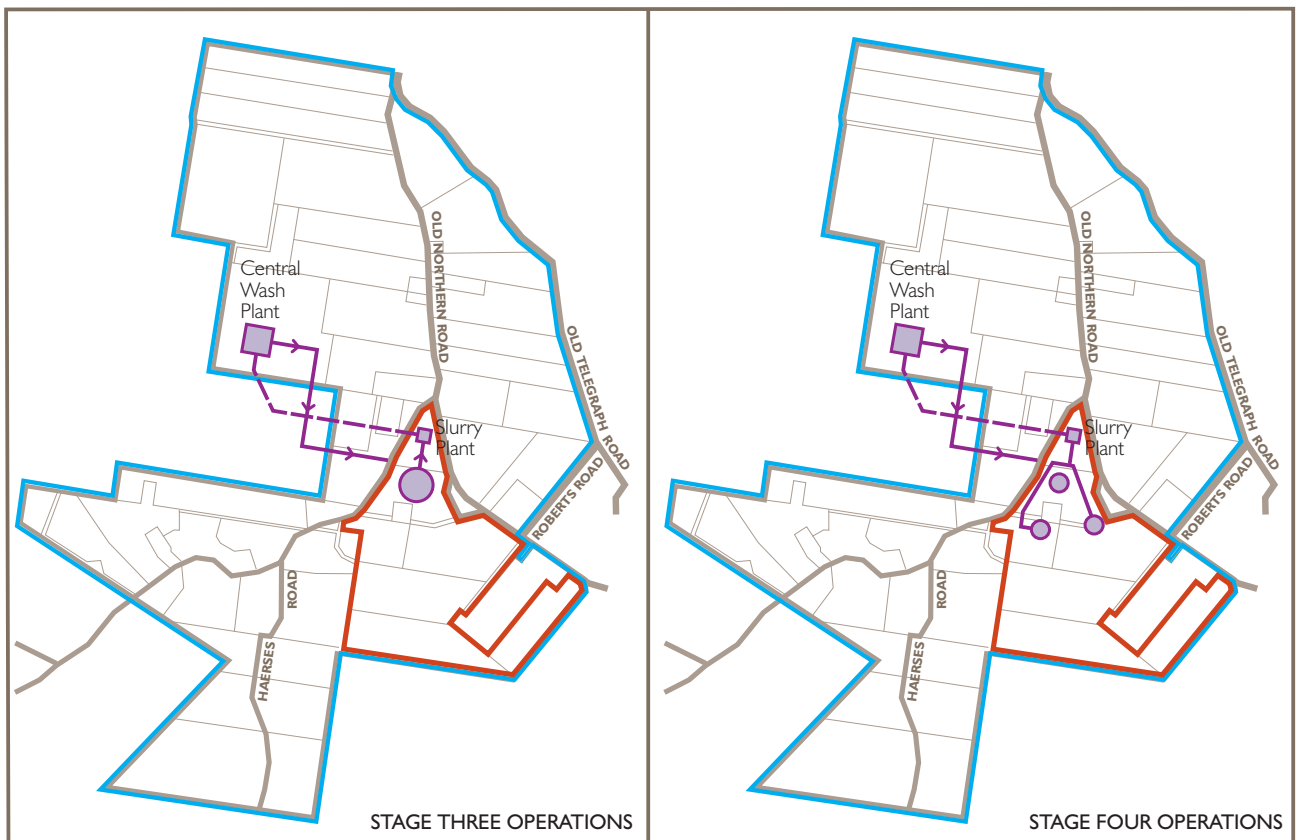 Central
Wash
Plant
OLD NORTHERN ROAD
OLD TELEGRAPH ROAD
Slurry
Plant
ROBERTS ROAD
HAERSES
ROAD
STAGE THREE OPERATIONS
Central
Wash
Plant
OLD NORTHERN ROAD
OLD TELEGRAPH ROAD
Slurry
Plant
ROBERTS ROAD
HAERSES
ROAD
STAGE FOUR OPERATIONS